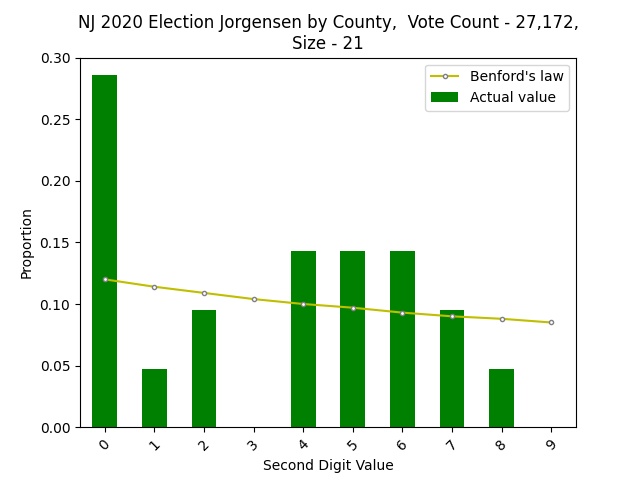 NJ 2020 Election Jorgensen by County,  Vote Count - 27,172,
Size - 21
Benford's law
Actual value
0.30
0.25
0.20
0.15
0.10
0.05
0.00
Proportion
0 1 2 3 4 5 6 7 8 9
Second Digit Value